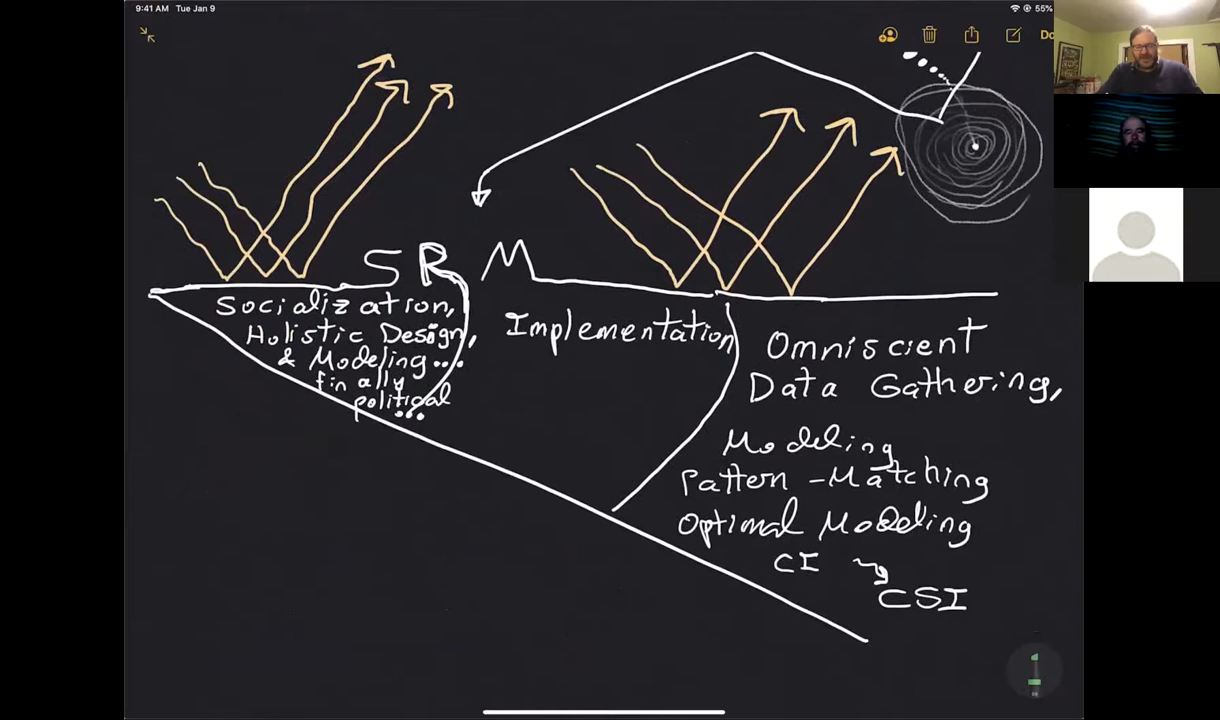 9:41 AM Tue Jan 9
55%
Do
S R M
Socialization,
Holistic Design,
& Modeling...
finally
political
...
Implementation
Omniscient
Data Gathering,
Modeling
Pattern-Matching
Optimal Modeling
CI
CSI